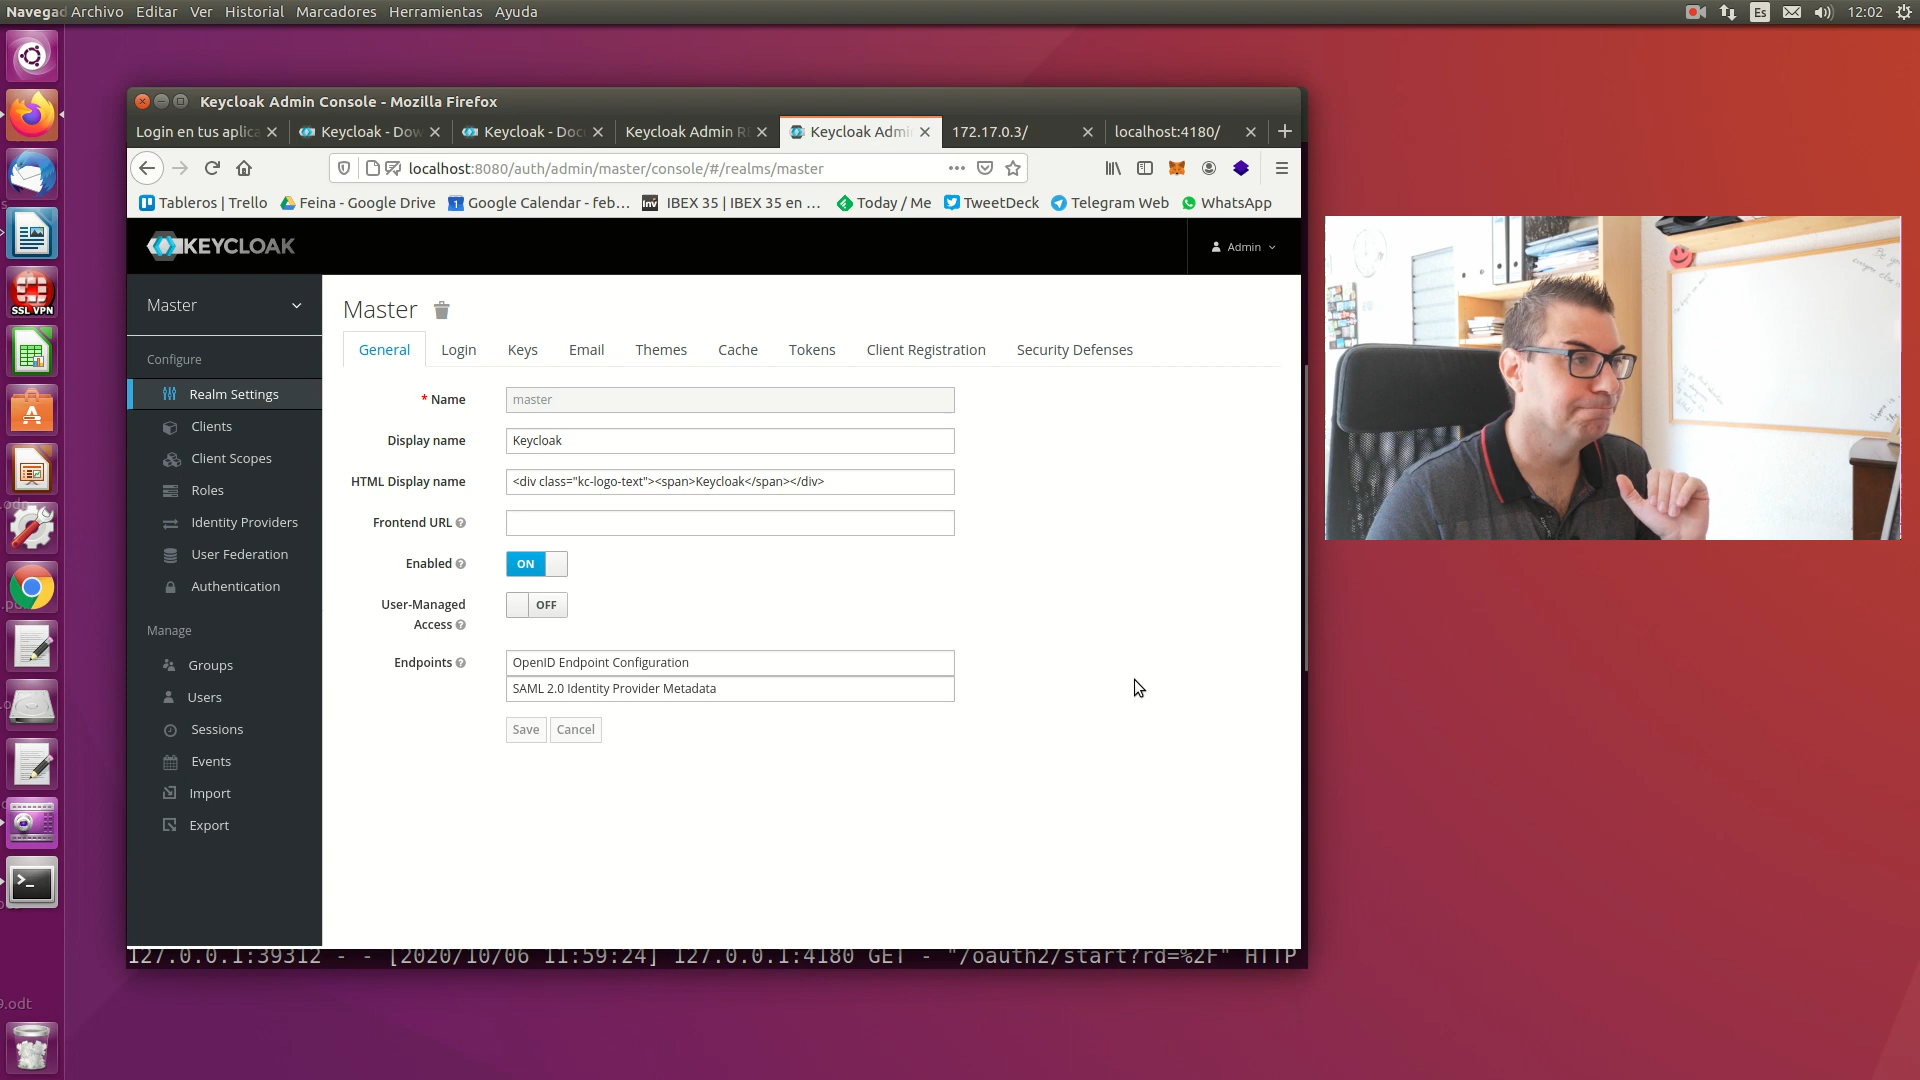 Navegad Archivo Editar Ver Historial Marcadores Herramientas Ayuda
Es 12:02
Keycloak Admin Console - Mozilla Firefox
Login en tus aplica Keycloak - Dow Keycloak - Doc Keycloak Admin R Keycloak Admi 172.17.0.3/ localhost:4180/
localhost:8080/auth/admin/master/console/#/realms/master
Tableros | Trello Feina - Google Drive 1 Google Calendar - feb... Inv IBEX 35 | IBEX 35 en ... Today / Me TweetDeck Telegram Web WhatsApp
KEYCLOAK
Admin
Master
Configure
Realm Settings
Clients
Client Scopes
Roles
Identity Providers
User Federation
Authentication
Manage
Groups
Users
Sessions
Events
Import
Export
Master
General Login Keys Email Themes Cache Tokens Client Registration Security Defenses
* Name master
Display name Keycloak
HTML Display name <div class="kc-logo-text"><span>Keycloak</span></div>
Frontend URL
Enabled ON
User-Managed Access OFF
Endpoints OpenID Endpoint Configuration
SAML 2.0 Identity Provider Metadata
Save Cancel
127.0.0.1:39312 - - [2020/10/06 11:59:24] 127.0.0.1:4180 GET - "/oauth2/start?rd=%2F" HTTP
SSL VPN
9.odt